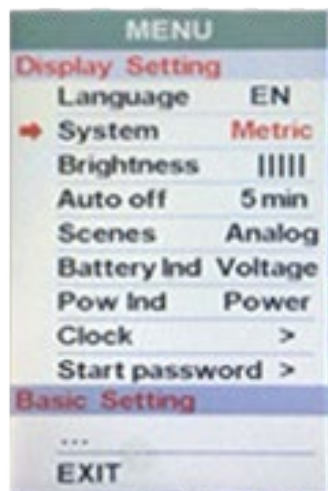 MENU
Display Setting
Language EN
System Metric
Brightness |||||
Auto off 5 min
Scenes Analog
Battery Ind Voltage
Pow Ind Power
Clock >
Start password >
Basic Setting
...
EXIT